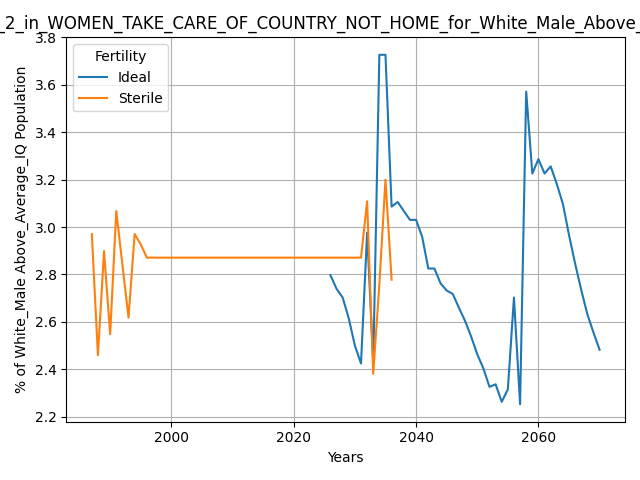 _2_in_WOMEN_TAKE_CARE_OF_COUNTRY_NOT_HOME_for_White_Male_Above_
Fertility
Ideal
Sterile
% of White_Male Above_Average_IQ Population
3.8
3.6
3.4
3.2
3.0
2.8
2.6
2.4
2.2
2000
2020
2040
2060
Years